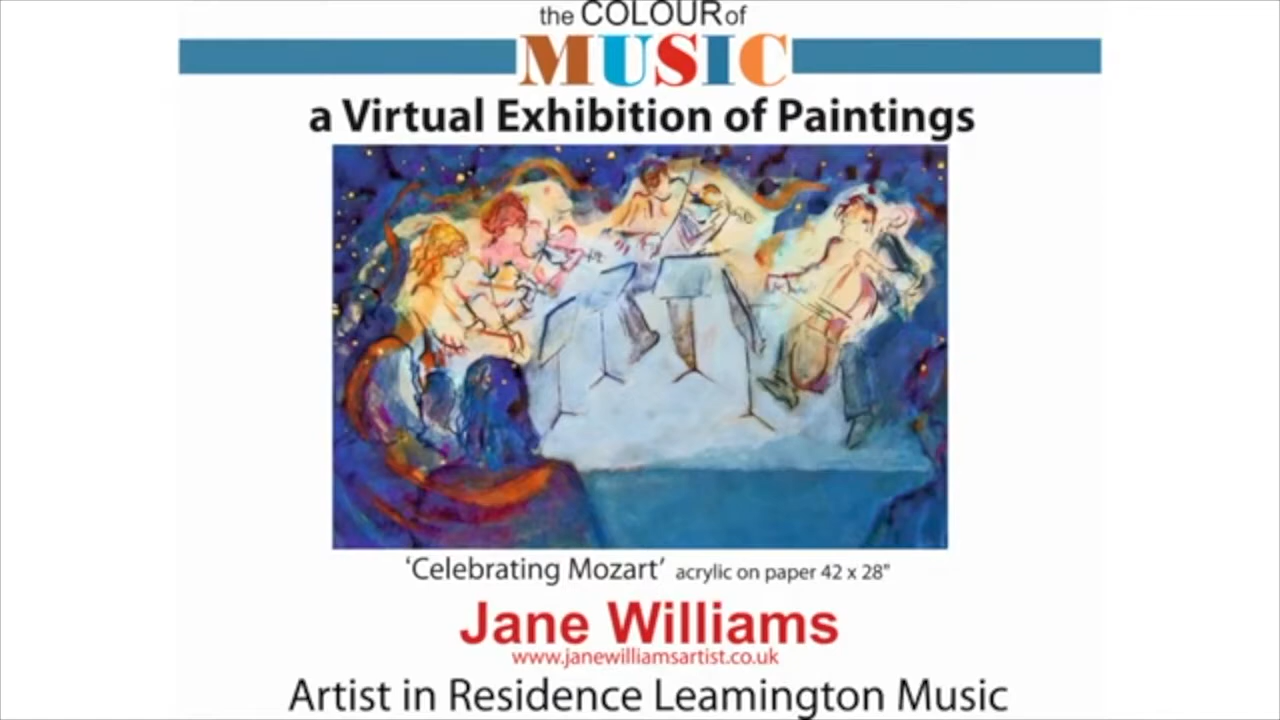 the COLOUR of
MUSIC
a Virtual Exhibition of Paintings
'Celebrating Mozart' acrylic on paper 42 x 28"
Jane Williams
www.janewilliamsartist.co.uk
Artist in Residence Leamington Music